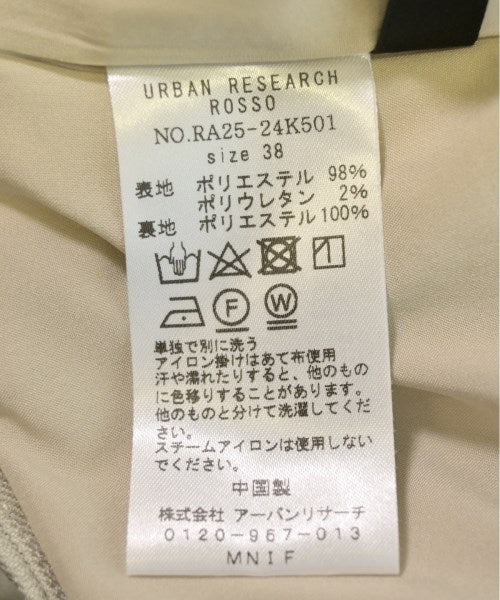 URBAN RESEARCH
ROSSO
NO.RA25-24K501
size 38
表地 ポリエステル 98%
ポリウレタン 2%
裏地 ポリエステル 100%
F W
単独で別に洗う
アイロン掛けはあて布使用
汗や濡れたりすると、他のもの
に色移りすることがあります。
他のものと分けて洗濯してくだ
さい。
スチームアイロンは使用しない
でください。
中国製
株式会社 アーバンリサーチ
0120-967-013
MNIF